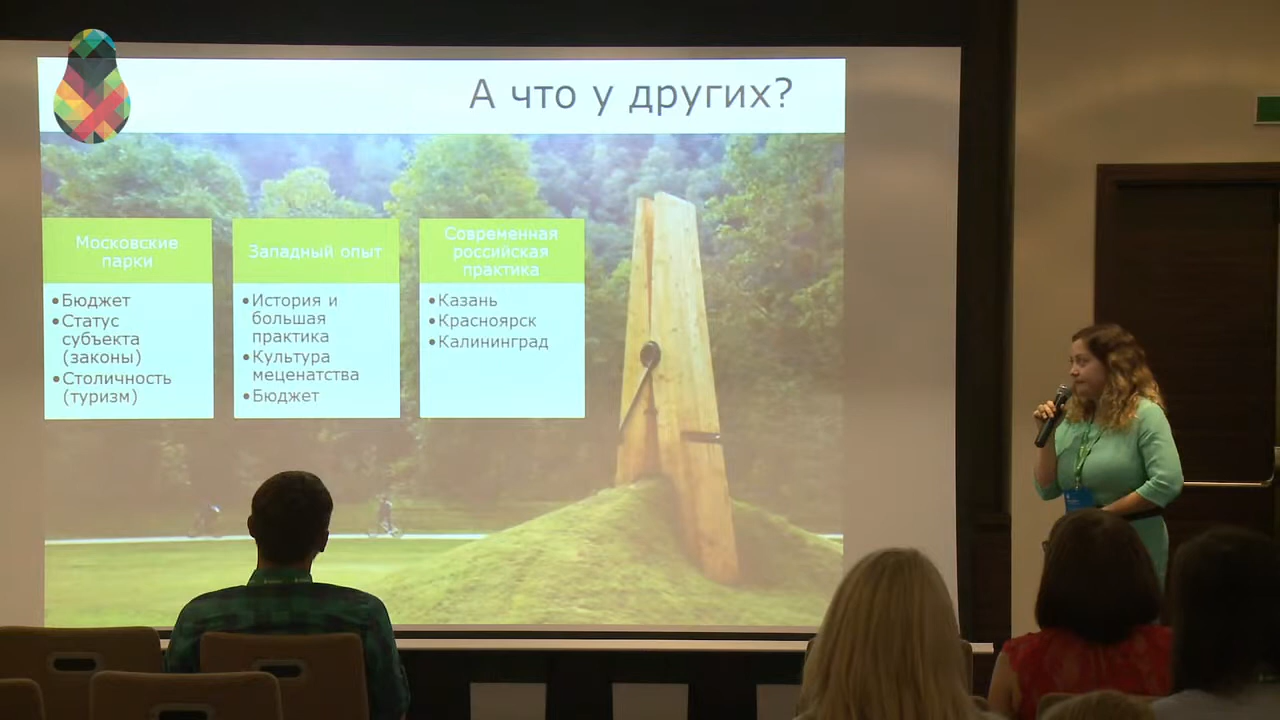 А что у других?
Московские
парки
•Бюджет
•Статус
субъекта
(законы)
•Столичность
(туризм)
Западный опыт
•История и
большая
практика
•Культура
меценатства
•Бюджет
Современная
российская
практика
•Казань
•Красноярск
•Калининград